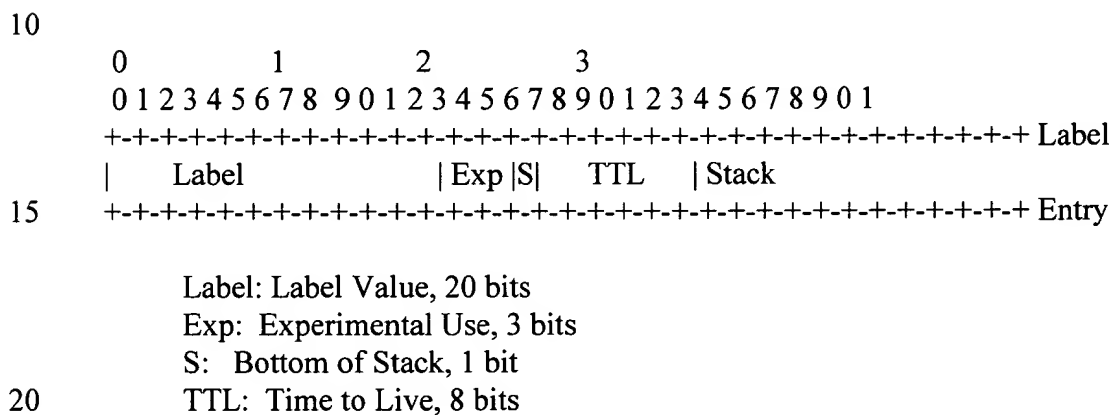 10
0 1 2 3
0 1 2 3 4 5 6 7 8 9 0 1 2 3 4 5 6 7 8 9 0 1 2 3 4 5 6 7 8 9 0 1
+-+-+-+-+-+-+-+-+-+-+-+-+-+-+-+-+-+-+-+-+-+-+-+-+-+-+-+-+-+-+-+-+ Label
| Label | Exp |S| TTL | Stack
15 +-+-+-+-+-+-+-+-+-+-+-+-+-+-+-+-+-+-+-+-+-+-+-+-+-+-+-+-+-+-+-+-+ Entry
Label: Label Value, 20 bits
Exp: Experimental Use, 3 bits
S: Bottom of Stack, 1 bit
20 TTL: Time to Live, 8 bits